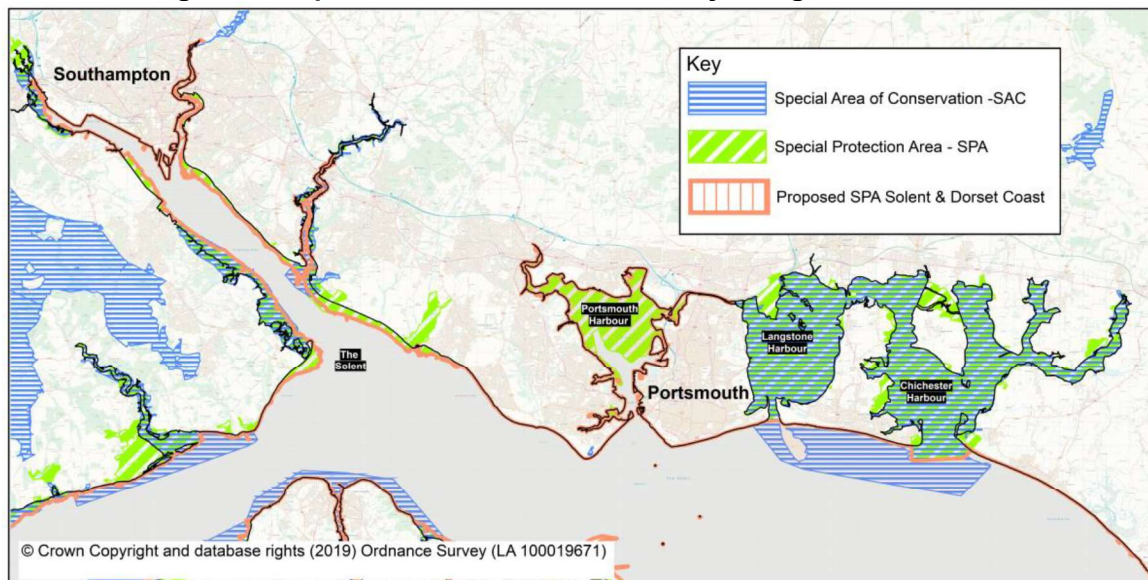 Southampton
Key
Special Area of Conservation -SAC
Special Protection Area - SPA
Proposed SPA Solent & Dorset Coast
Portsmouth
Harbour
Langstone
Harbour
The
Solent
Portsmouth
Chichester
Harbour
© Crown Copyright and database rights (2019) Ordnance Survey (LA 100019671)